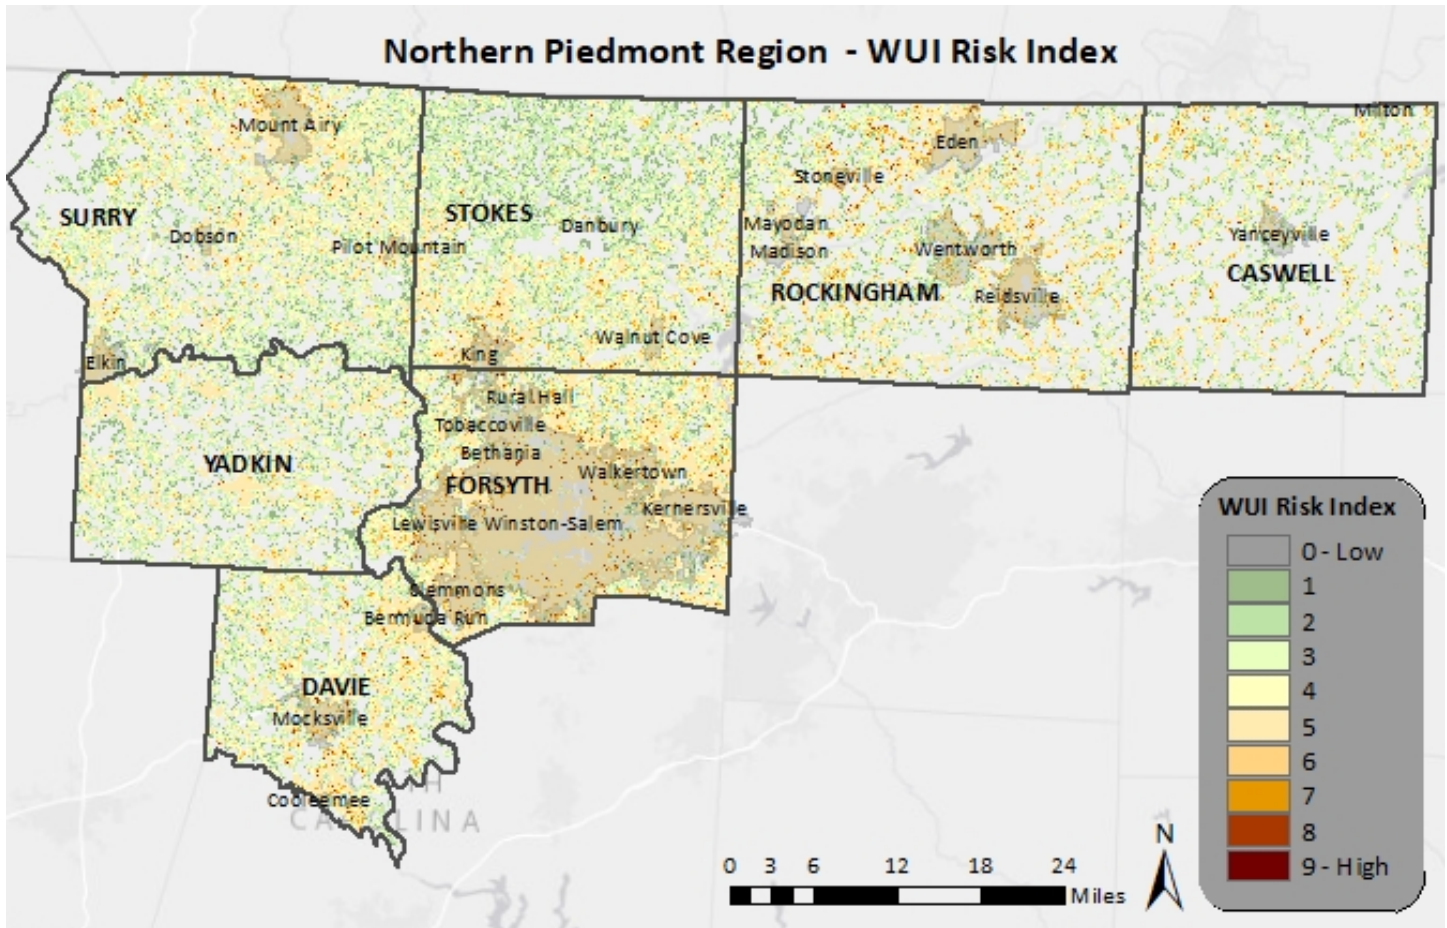 Northern Piedmont Region - WUI Risk Index
Milton
Mount Airy
Eden
Stoneville
SURRY
STOKES
Danbury
Mayodan
Dobson
Pilot Mountain
Madison
Wentworth
Yanceyville
CASWELL
ROCKINGHAM
Reidsville
Walnut Cove
King
Elkin
Rural Hall
Tobaccoville
Bethania
YADKIN
Walkertown
FORSYTH
Kernersville
Lewisville Winston-Salem
Clemmons
Bermuda Run
DAVIE
Mocksville
Cooleemee
CAROLINA
WUI Risk Index
0 - Low
1
2
3
4
5
6
7
8
9 - High
N
0 3 6 12 18 24
Miles